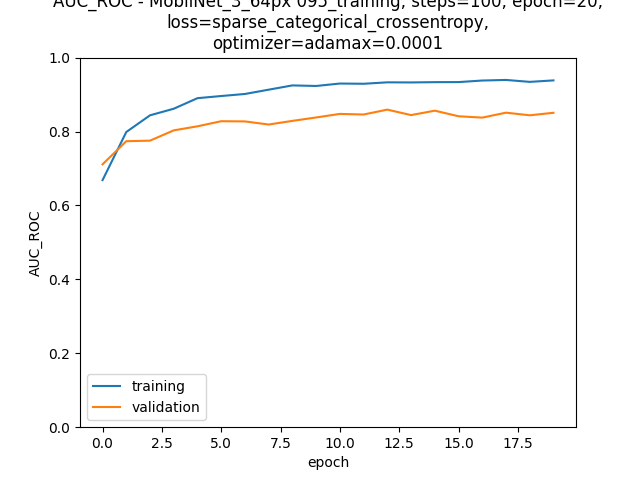 AUC_ROC - MobilNet_3_64px 095_training, steps=100, epoch=20,
loss=sparse_categorical_crossentropy,
optimizer=adamax=0.0001
1.0
0.8
0.6
0.4
0.2
0.0
AUC_ROC
training
validation
0.0 2.5 5.0 7.5 10.0 12.5 15.0 17.5
epoch